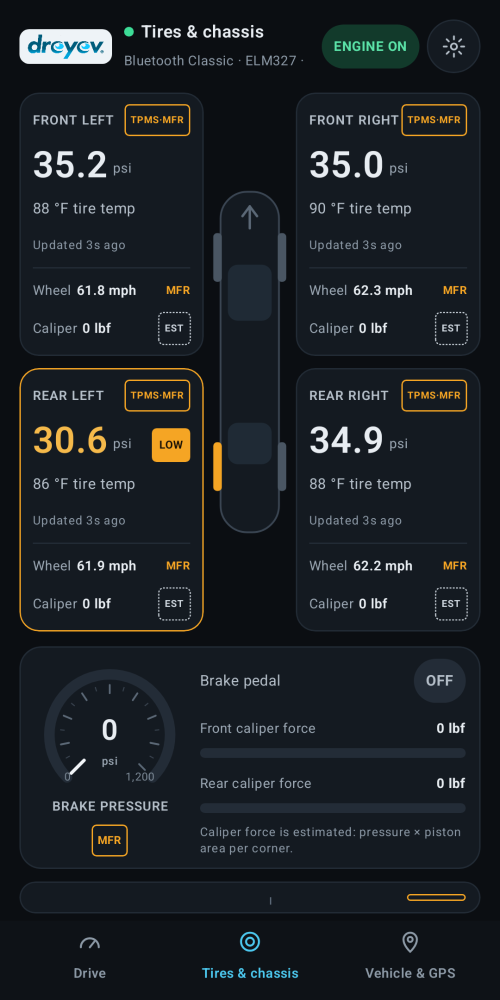 dreyev
Tires & chassis
Bluetooth Classic · ELM327 ·
ENGINE ON
FRONT LEFT TPMS·MFR
35.2 psi
88 °F tire temp
Updated 3s ago
Wheel 61.8 mph MFR
Caliper 0 lbf EST
FRONT RIGHT TPMS·MFR
35.0 psi
90 °F tire temp
Updated 3s ago
Wheel 62.3 mph MFR
Caliper 0 lbf EST
REAR LEFT TPMS·MFR
30.6 psi LOW
86 °F tire temp
Updated 3s ago
Wheel 61.9 mph MFR
Caliper 0 lbf EST
REAR RIGHT TPMS·MFR
34.9 psi
88 °F tire temp
Updated 3s ago
Wheel 62.2 mph MFR
Caliper 0 lbf EST
0
psi
0 1,200
BRAKE PRESSURE
MFR
Brake pedal OFF
Front caliper force 0 lbf
Rear caliper force 0 lbf
Caliper force is estimated: pressure × piston
area per corner.
Drive
Tires & chassis
Vehicle & GPS